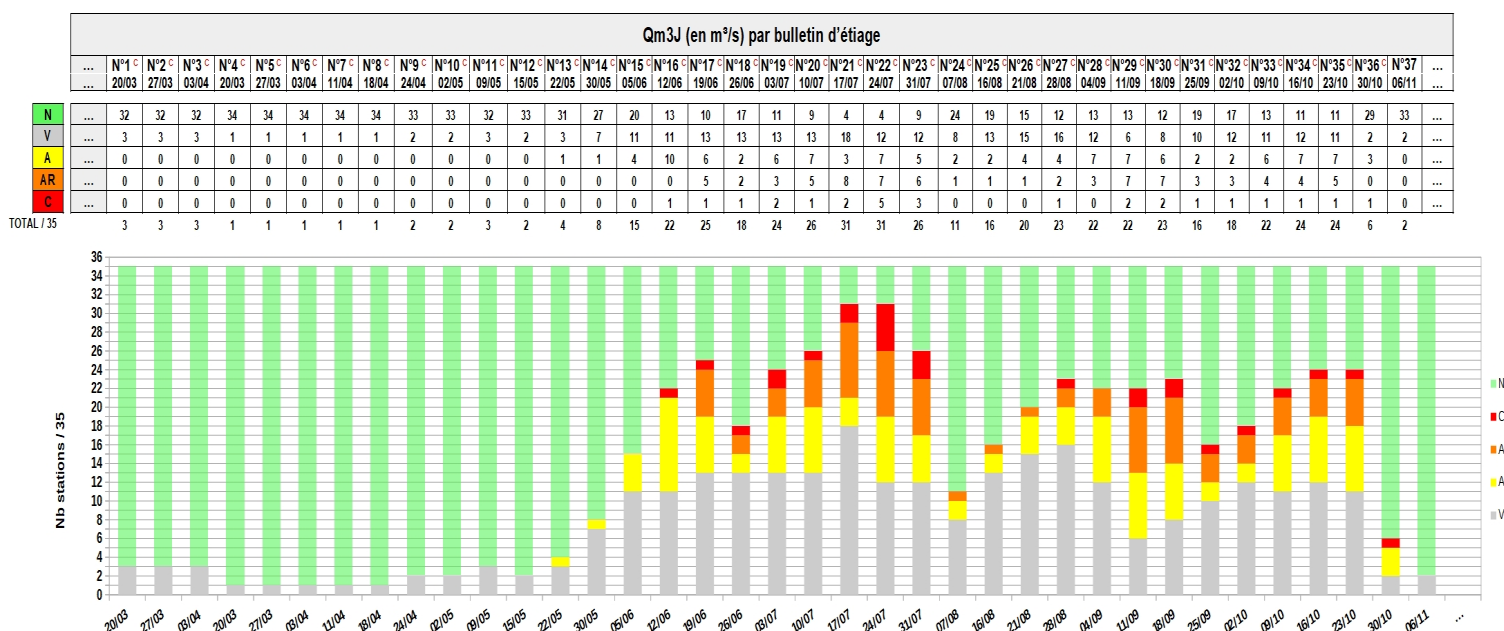 Qm3J (en m³/s) par bulletin d'étiage
... N°1 C N°2 C N°3 C N°4 C N°5 C N°6 C N°7 C N°8 C N°9 C N°10 C N°11 C N°12 C N°13 C N°14 C N°15 C N°16 C N°17 C N°18 C N°19 C N°20 C N°21 C N°22 C N°23 C N°24 C N°25 C N°26 C N°27 C N°28 C N°29 C N°30 C N°31 C N°32 C N°33 C N°34 C N°35 C N°36 C N°37 ...
... 20/03 27/03 03/04 20/03 27/03 03/04 11/04 18/04 24/04 02/05 09/05 15/05 22/05 30/05 05/06 12/06 19/06 26/06 03/07 10/07 17/07 24/07 31/07 07/08 16/08 21/08 28/08 04/09 11/09 18/09 25/09 02/10 09/10 16/10 23/10 30/10 06/11 ...
N ... 32 32 32 34 34 34 34 34 33 33 32 33 31 27 20 13 10 17 11 9 4 4 9 24 19 15 12 13 13 12 19 17 13 11 11 29 33 ...
V ... 3 3 3 1 1 1 1 1 2 2 3 2 3 7 11 11 13 13 13 13 18 12 12 8 13 15 16 12 6 8 10 12 11 12 11 2 2 ...
A ... 0 0 0 0 0 0 0 0 0 0 0 0 1 1 4 10 6 2 6 7 3 7 5 2 2 4 4 7 7 6 2 2 6 7 7 3 0 ...
AR ... 0 0 0 0 0 0 0 0 0 0 0 0 0 0 0 0 5 2 3 5 8 7 6 1 1 1 2 3 7 7 3 3 4 4 5 0 0 ...
C ... 0 0 0 0 0 0 0 0 0 0 0 0 0 0 0 1 1 1 2 1 2 5 3 0 0 0 1 0 2 2 1 1 1 1 1 1 0 ...
TOTAL / 35 3 3 3 1 1 1 1 1 2 2 3 2 4 8 15 22 25 18 24 26 31 31 26 11 16 20 23 22 22 23 16 18 22 24 24 6 2
36
34
32
30
28
26
24
22
20
18
16
14
12
10
8
6
4
2
0
Nb stations / 35
N
C
A
A
V
20/03 27/03 03/04 20/03 27/03 03/04 11/04 18/04 24/04 02/05 09/05 15/05 22/05 30/05 05/06 12/06 19/06 26/06 03/07 10/07 17/07 24/07 31/07 07/08 16/08 21/08 28/08 04/09 11/09 18/09 25/09 02/10 09/10 16/10 23/10 30/10 06/11 ...